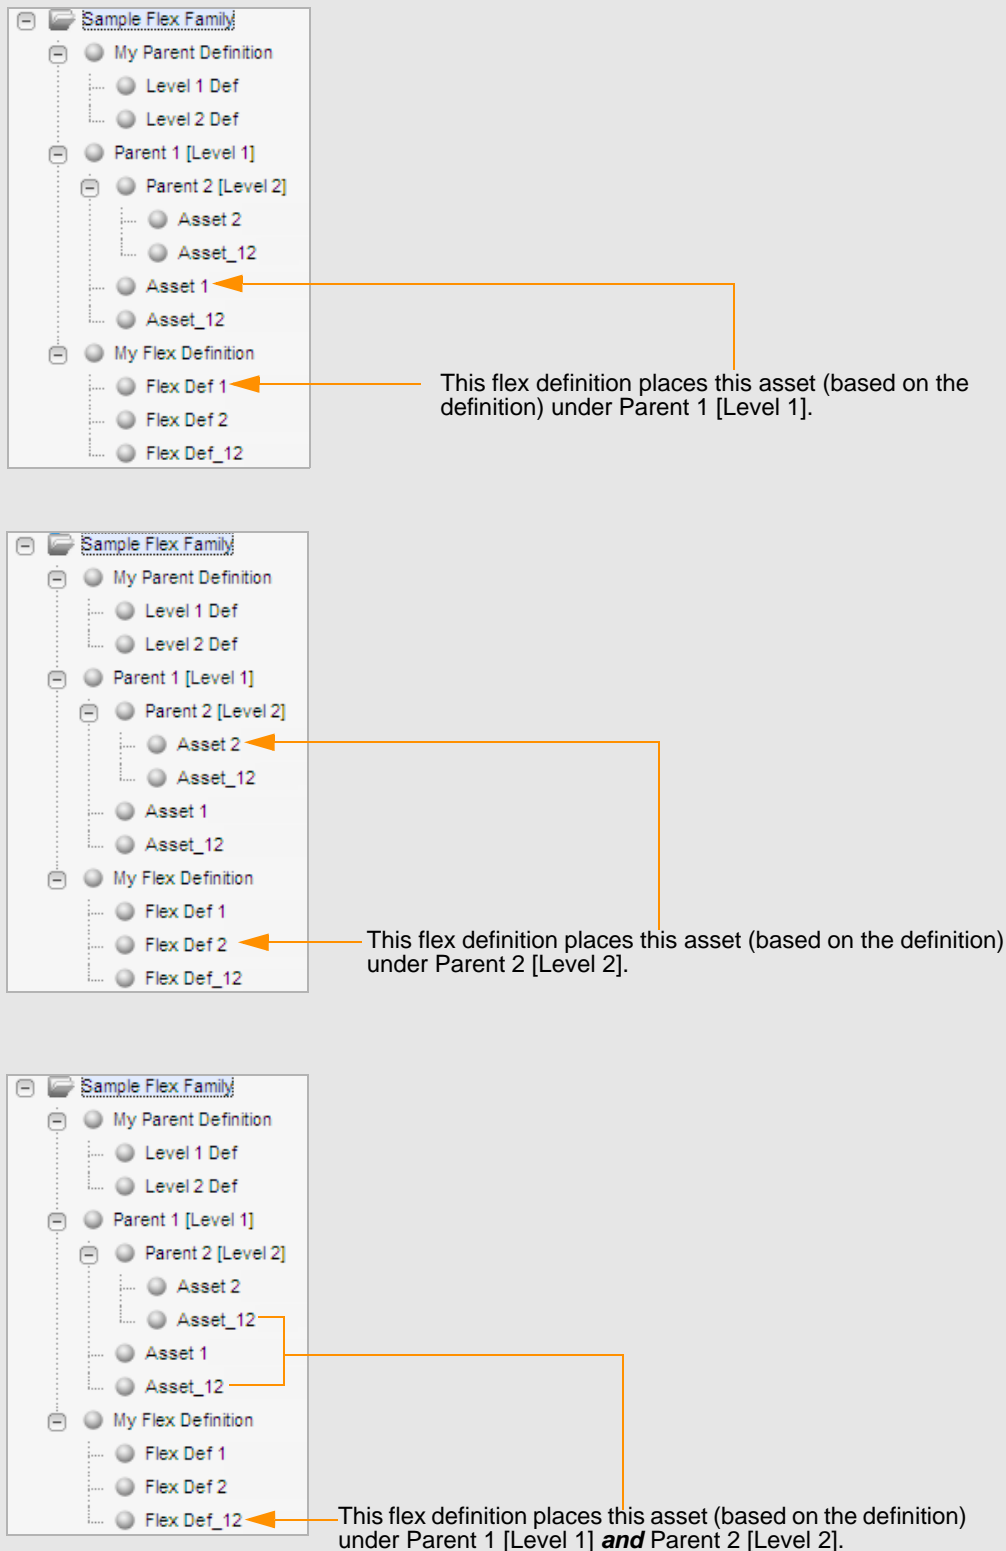 Sample Flex Family
My Parent Definition
Level 1 Def
Level 2 Def
Parent 1 [Level 1]
Parent 2 [Level 2]
Asset 2
Asset_12
Asset 1
Asset_12
My Flex Definition
Flex Def 1
Flex Def 2
Flex Def_12
This flex definition places this asset (based on the
definition) under Parent 1 [Level 1].
Sample Flex Family
My Parent Definition
Level 1 Def
Level 2 Def
Parent 1 [Level 1]
Parent 2 [Level 2]
Asset 2
Asset_12
Asset 1
Asset_12
My Flex Definition
Flex Def 1
Flex Def 2
Flex Def_12
This flex definition places this asset (based on the definition)
under Parent 2 [Level 2].
Sample Flex Family
My Parent Definition
Level 1 Def
Level 2 Def
Parent 1 [Level 1]
Parent 2 [Level 2]
Asset 2
Asset_12
Asset 1
Asset_12
My Flex Definition
Flex Def 1
Flex Def 2
Flex Def_12
This flex definition places this asset (based on the definition)
under Parent 1 [Level 1] and Parent 2 [Level 2].